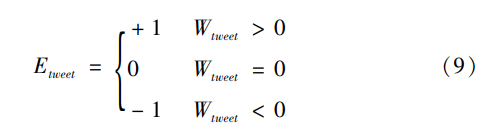 + 1 W_tweet > 0
E_tweet = { 0 W_tweet = 0 (9)
- 1 W_tweet < 0